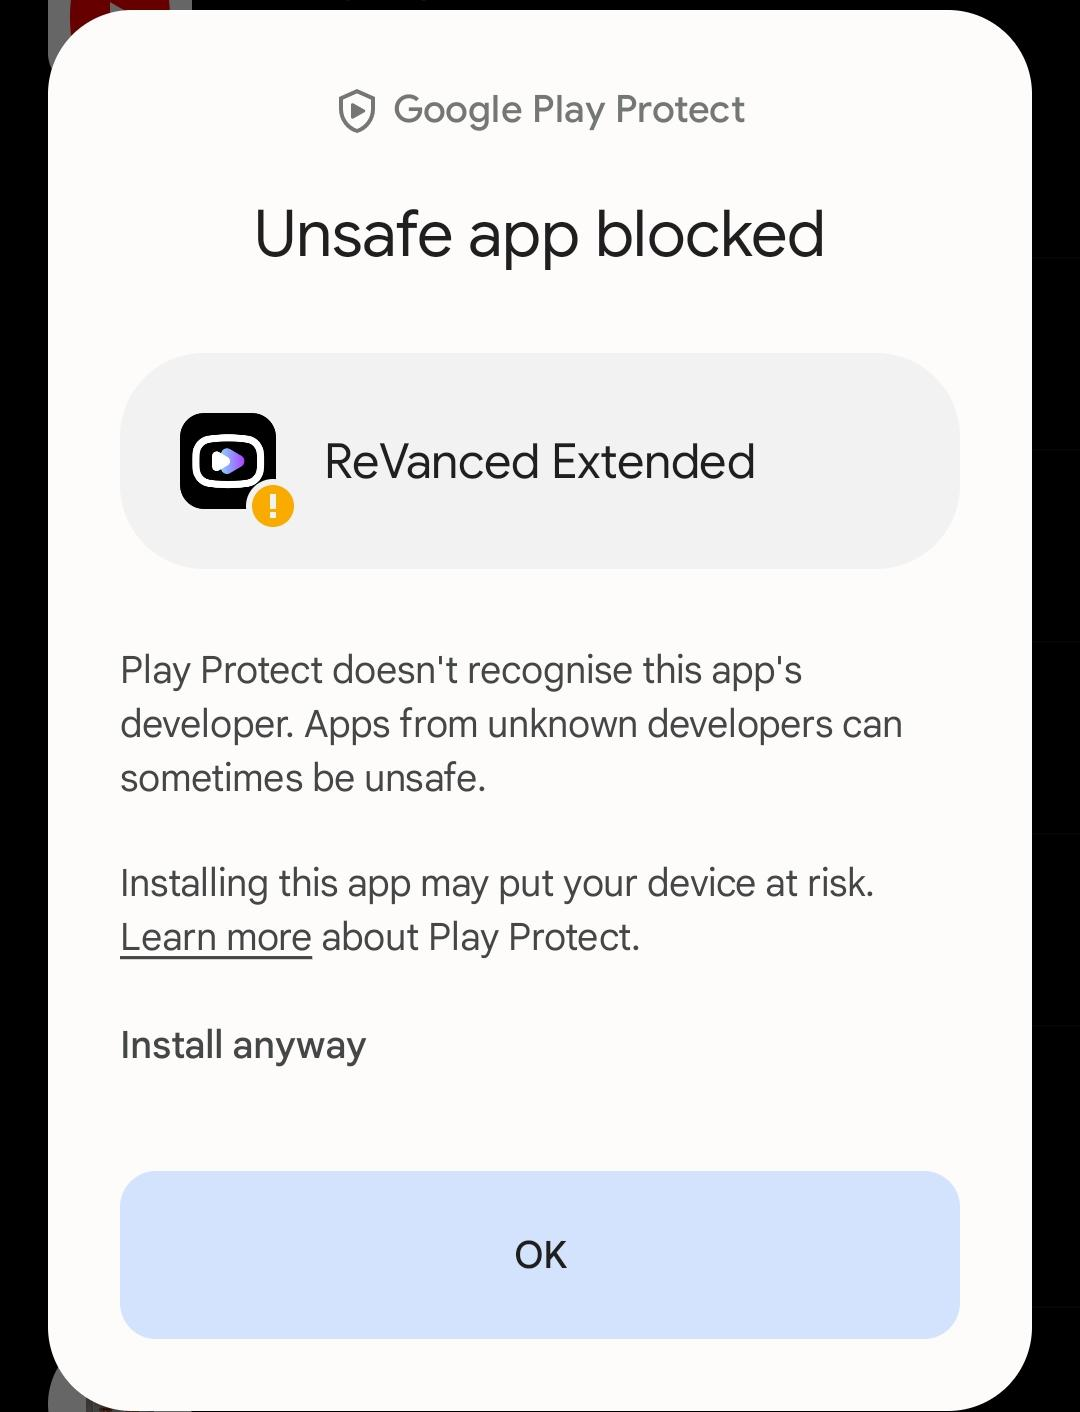 Google Play Protect
Unsafe app blocked
ReVanced Extended
Play Protect doesn't recognise this app's
developer. Apps from unknown developers can
sometimes be unsafe.
Installing this app may put your device at risk.
Learn more about Play Protect.
Install anyway
OK